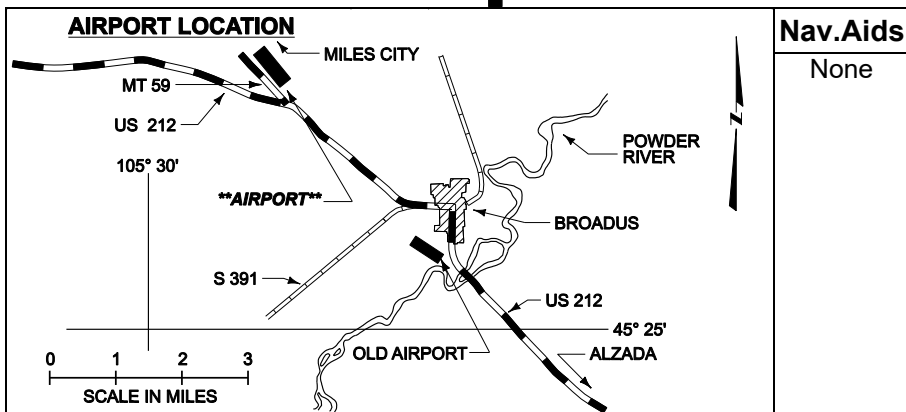 AIRPORT LOCATION
Nav.Aids
None
MILES CITY
MT 59
US 212
105° 30'
**AIRPORT**
POWDER
RIVER
N
BROADUS
S 391
US 212
45° 25'
OLD AIRPORT
ALZADA
0 1 2 3
SCALE IN MILES